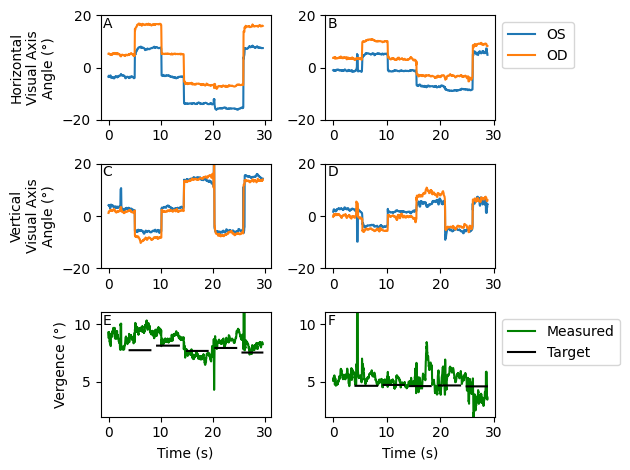 Horizontal
Visual Axis
Angle (°)
20
0
−20
A
0 10 20 30
20
0
−20
B
0 10 20 30
OS
OD
Vertical
Visual Axis
Angle (°)
20
0
−20
C
0 10 20 30
20
0
−20
D
0 10 20 30
Vergence (°)
10
5
E
0 10 20 30
Time (s)
10
5
F
0 10 20 30
Time (s)
Measured
Target